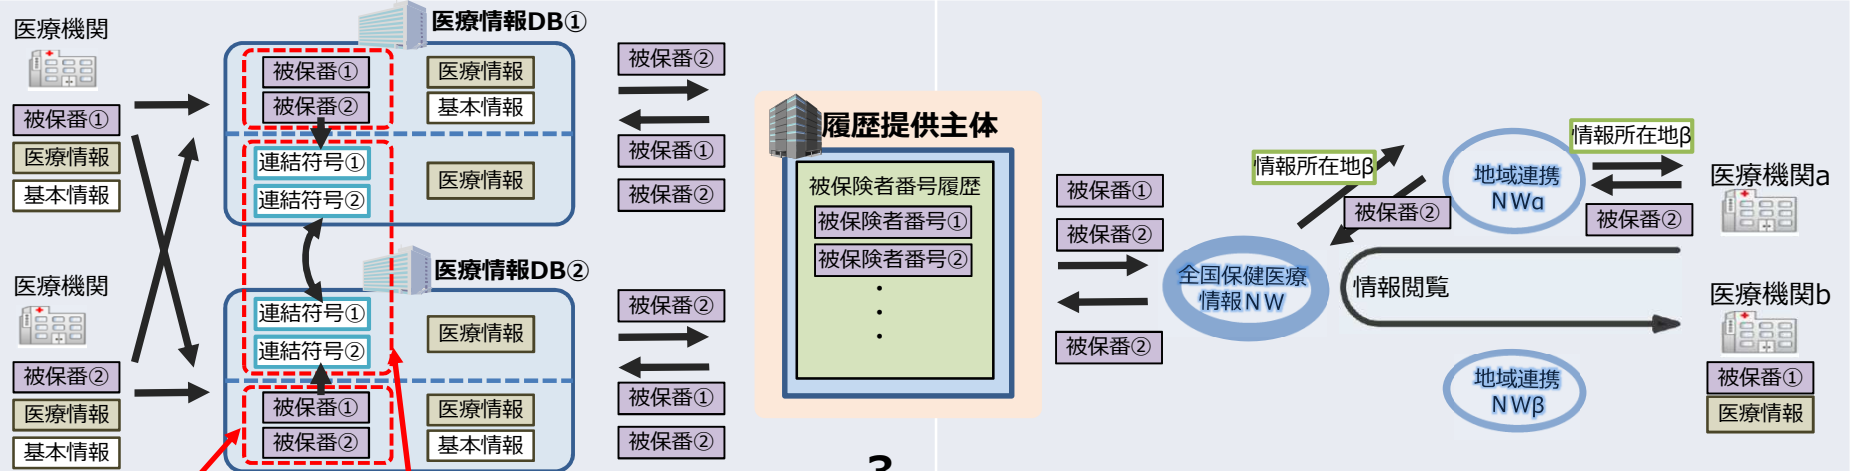 医療機関
被保番①
医療情報
基本情報
医療機関
被保番②
医療情報
基本情報
医療情報DB①
被保番①
被保番②
医療情報
基本情報
連結符号①
連結符号②
医療情報
医療情報DB②
連結符号①
連結符号②
医療情報
被保番①
被保番②
医療情報
基本情報
被保番②
被保番①
被保番②
被保番②
被保番①
被保番②
履歴提供主体
被保険者番号履歴
被保険者番号①
被保険者番号②
・
・
・
3
被保番①
被保番②
被保番②
全国保健医療
情報NW
情報所在地β
被保番②
地域連携
NWα
情報所在地β
被保番②
医療機関a
情報閲覧
医療機関b
被保番①
医療情報
地域連携
NWβ